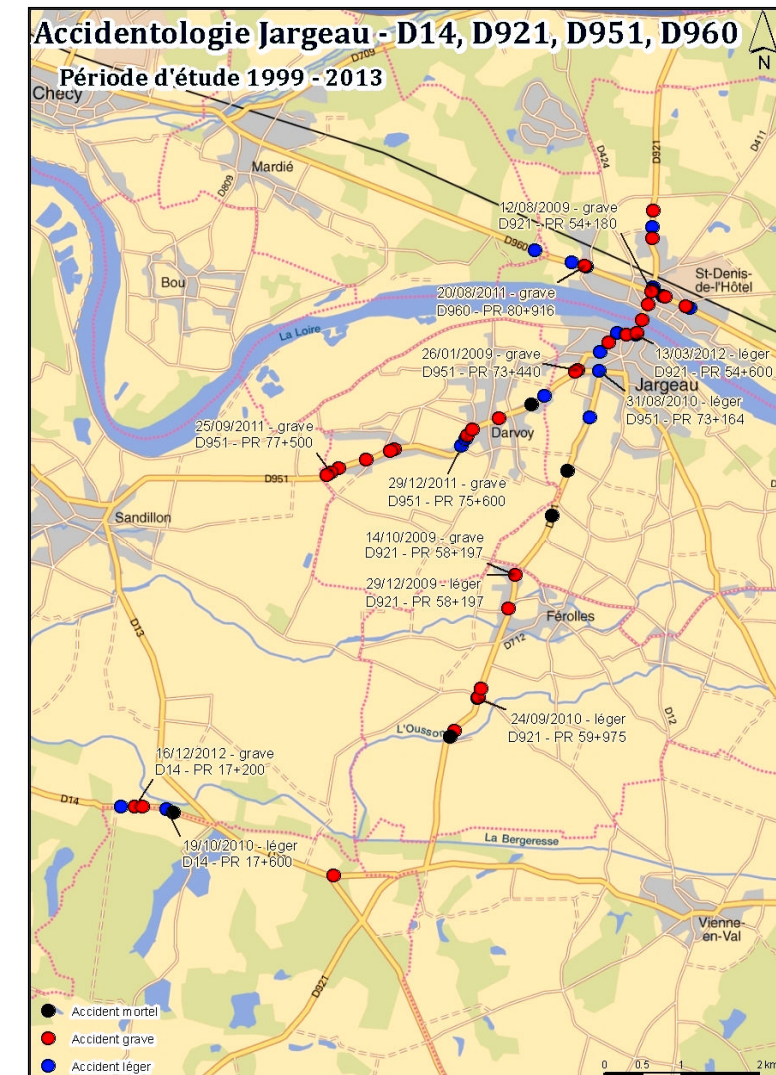 Accidentologie Jargeau - D14, D921, D951, D960
Période d'étude 1999 - 2013
N
Chécy
D709
Mardié
D809
D424
D921
D411
12/08/2009 - grave
D921 - PR 54+180
D960
Bou
St-Denis-
de-l'Hôtel
20/08/2011 - grave
D960 - PR 80+916
La Loire
26/01/2009 - grave
D951 - PR 73+440
13/03/2012 - léger
D921 - PR 54+600
Jargeau
31/08/2010 - léger
D951 - PR 73+164
25/09/2011 - grave
D951 - PR 77+500
Darvoy
D951
29/12/2011 - grave
D951 - PR 75+600
Sandillon
14/10/2009 - grave
D921 - PR 58+197
29/12/2009 - léger
D921 - PR 58+197
Férolles
D13
D712
D12
24/09/2010 - léger
D921 - PR 59+975
L'Ousson
16/12/2012 - grave
D14 - PR 17+200
D14
19/10/2010 - léger
D14 - PR 17+600
La Bergeresse
Vienne-
en-Val
D921
Accident mortel
Accident grave
Accident léger
0 0.5 1 2 km